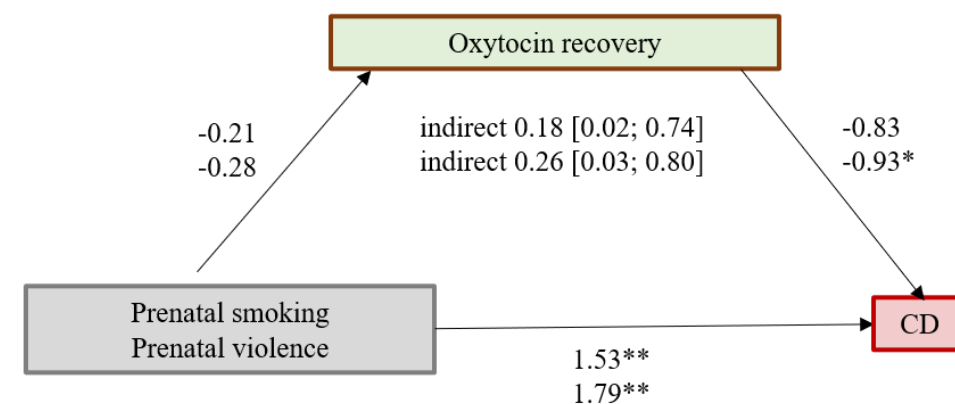 Oxytocin recovery
-0.21
-0.28
indirect 0.18 [0.02; 0.74]
indirect 0.26 [0.03; 0.80]
-0.83
-0.93*
Prenatal smoking
Prenatal violence
CD
1.53**
1.79**